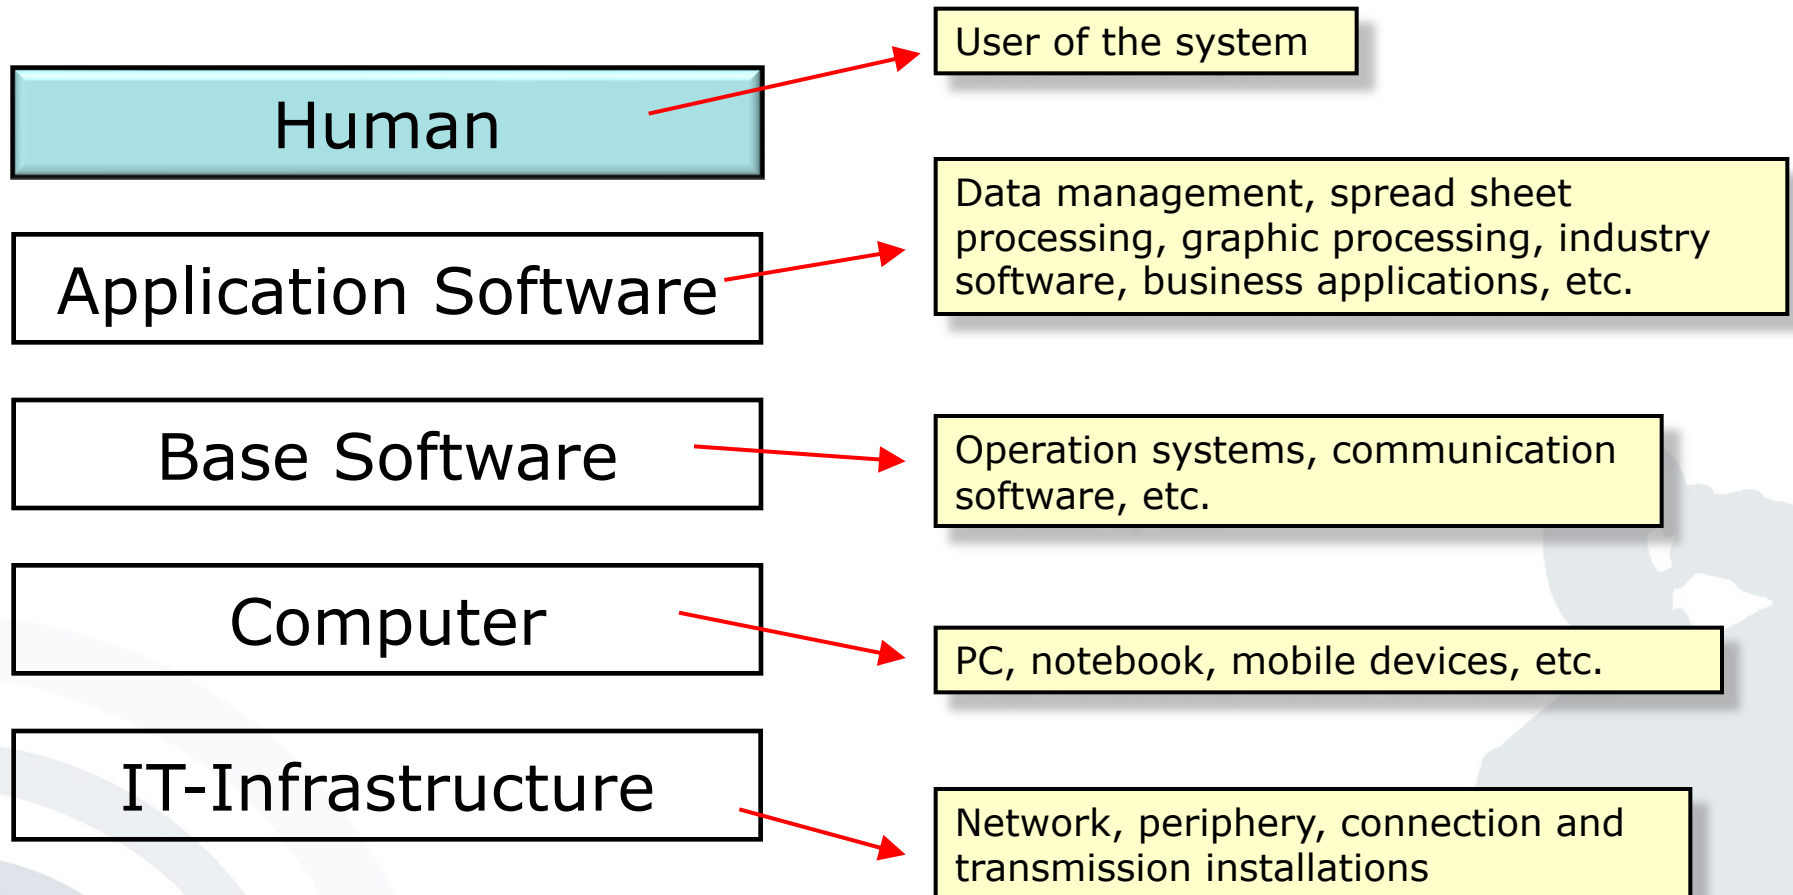 Human
User of the system
Application Software
Data management, spread sheet
processing, graphic processing, industry
software, business applications, etc.
Base Software
Operation systems, communication
software, etc.
Computer
PC, notebook, mobile devices, etc.
IT-Infrastructure
Network, periphery, connection and
transmission installations